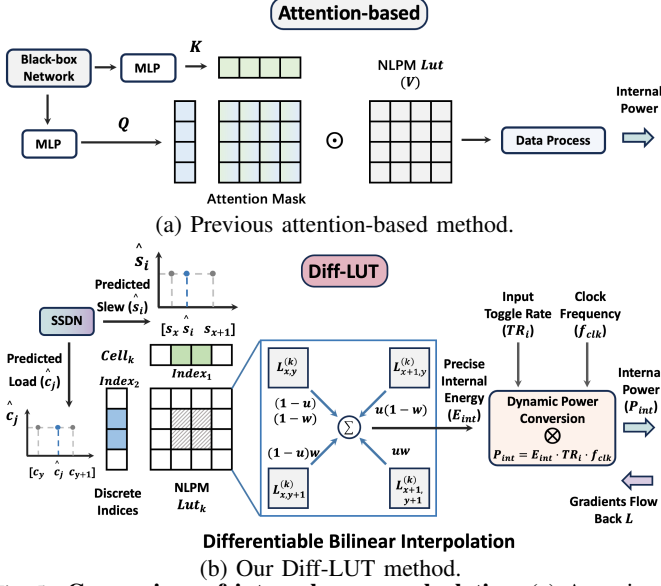 Attention-based
Black-box
Network
MLP
K
NLPM Lut
(V)
Internal
Power
MLP
Q
⊙
Data Process
Attention Mask
(a) Previous attention-based method.
Diff-LUT
ŝi
Predicted
Slew (ŝi)
[sx ŝi sx+1]
SSDN
Predicted
Load (ĉj)
Cellk
Index1
Index2
ĉj
[cy ĉj cy+1]
Discrete
Indices
NLPM
Lutk
L(k)x,y
L(k)x+1,y
(1 − u)
(1 − w)
u(1 − w)
Σ
(1 − u)w
uw
L(k)x,y+1
L(k)x+1,
y+1
Precise
Internal
Energy
(Eint)
Input
Toggle Rate
(TRi)
Clock
Frequency
(fclk)
Dynamic Power
Conversion
⊗
Pint = Eint · TRi · fclk
Internal
Power
(Pint)
Gradients Flow
Back L
Differentiable Bilinear Interpolation
(b) Our Diff-LUT method.